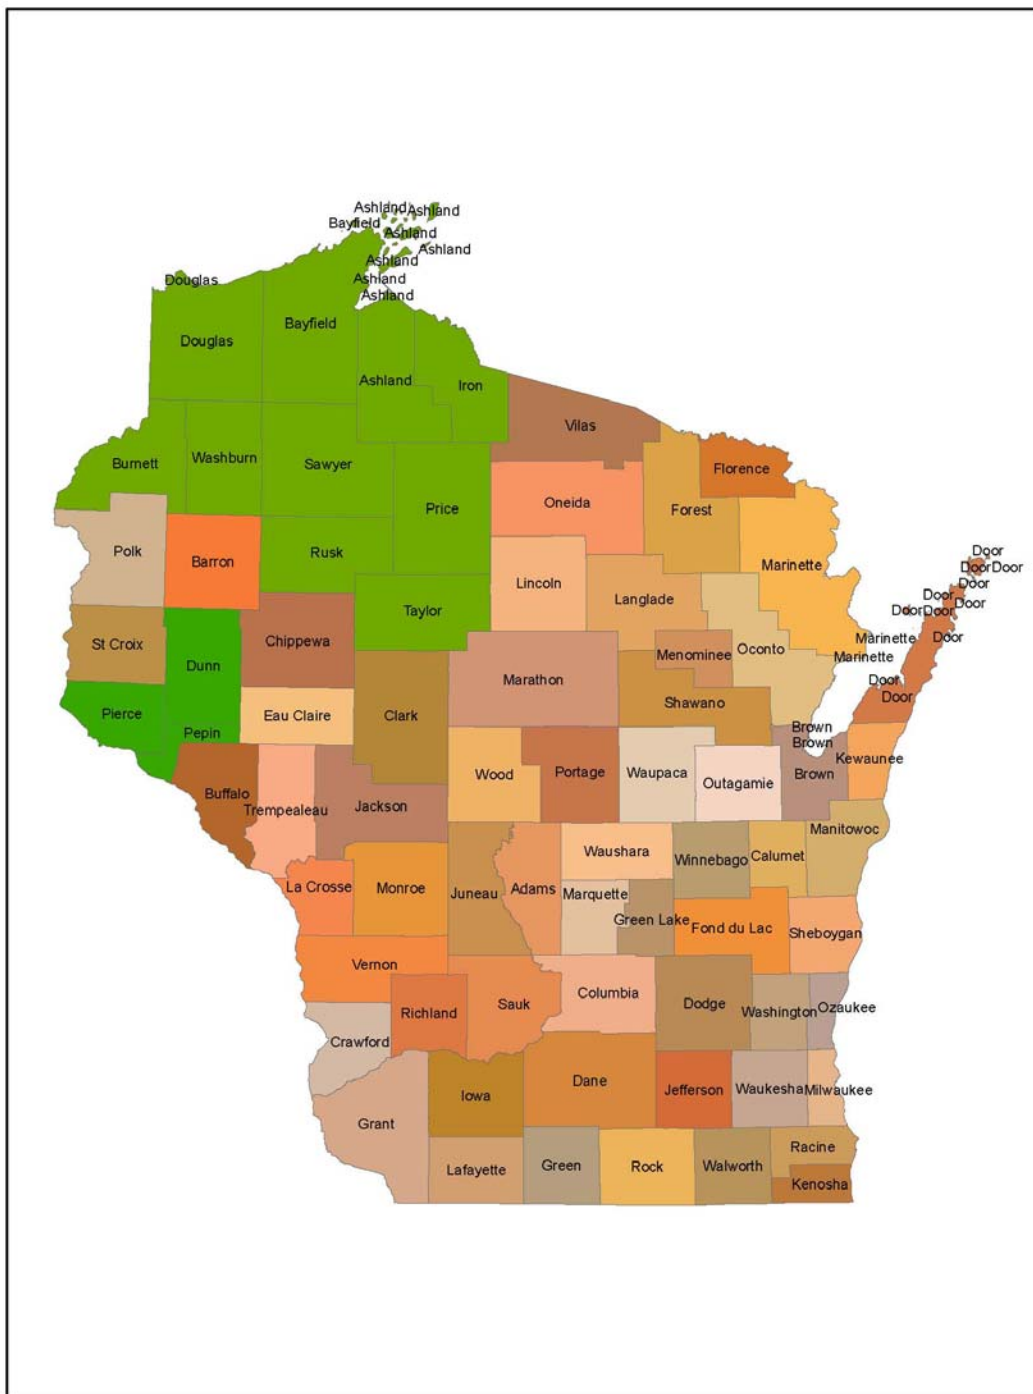 Ashland
Ashland
Bayfield
Ashland
Ashland
Ashland
Douglas
Ashland
Ashland
Bayfield
Douglas
Ashland
Iron
Vilas
Burnett
Washburn
Sawyer
Florence
Price
Oneida
Forest
Polk
Barron
Rusk
Door
Door
Door
Marinette
Lincoln
Door
Langlade
Door
Door
Taylor
Door
Door
St Croix
Chippewa
Marinette
Door
Dunn
Menominee
Oconto
Marinette
Marathon
Door
Door
Shawano
Pierce
Eau Claire
Clark
Pepin
Brown
Brown
Kewaunee
Wood
Portage
Waupaca
Outagamie
Brown
Buffalo
Trempealeau
Jackson
Manitowoc
Waushara
Winnebago
Calumet
La Crosse
Monroe
Juneau
Adams
Marquette
Green Lake
Fond du Lac
Sheboygan
Vernon
Columbia
Richland
Sauk
Dodge
Washington
Ozaukee
Crawford
Dane
Jefferson
Waukesha
Milwaukee
Iowa
Grant
Racine
Lafayette
Green
Rock
Walworth
Kenosha